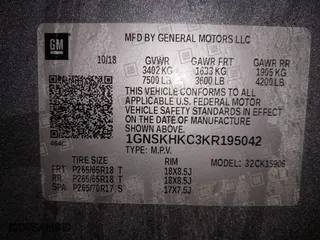 GM
MFD BY GENERAL MOTORS LLC
10/18 GVWR GAWR FRT GAWR RR
3402 KG 1633 KG 1905 KG
7500 LB 3600 LB 4200 LB
THIS VEHICLE CONFORMS TO ALL
APPLICABLE U.S. FEDERAL MOTOR
VEHICLE SAFETY STANDARDS IN
EFFECT ON THE DATE OF
MANUFACTURE SHOWN ABOVE.
1GNSKHKC3KR195042
TYPE: M.P.V. MODEL:
TIRE SIZE RIM
FRT P265/65R18 T 18X8.5J
RR P265/65R18 T 18X8.5J
SPA P265/70R17 S 17X7.5J